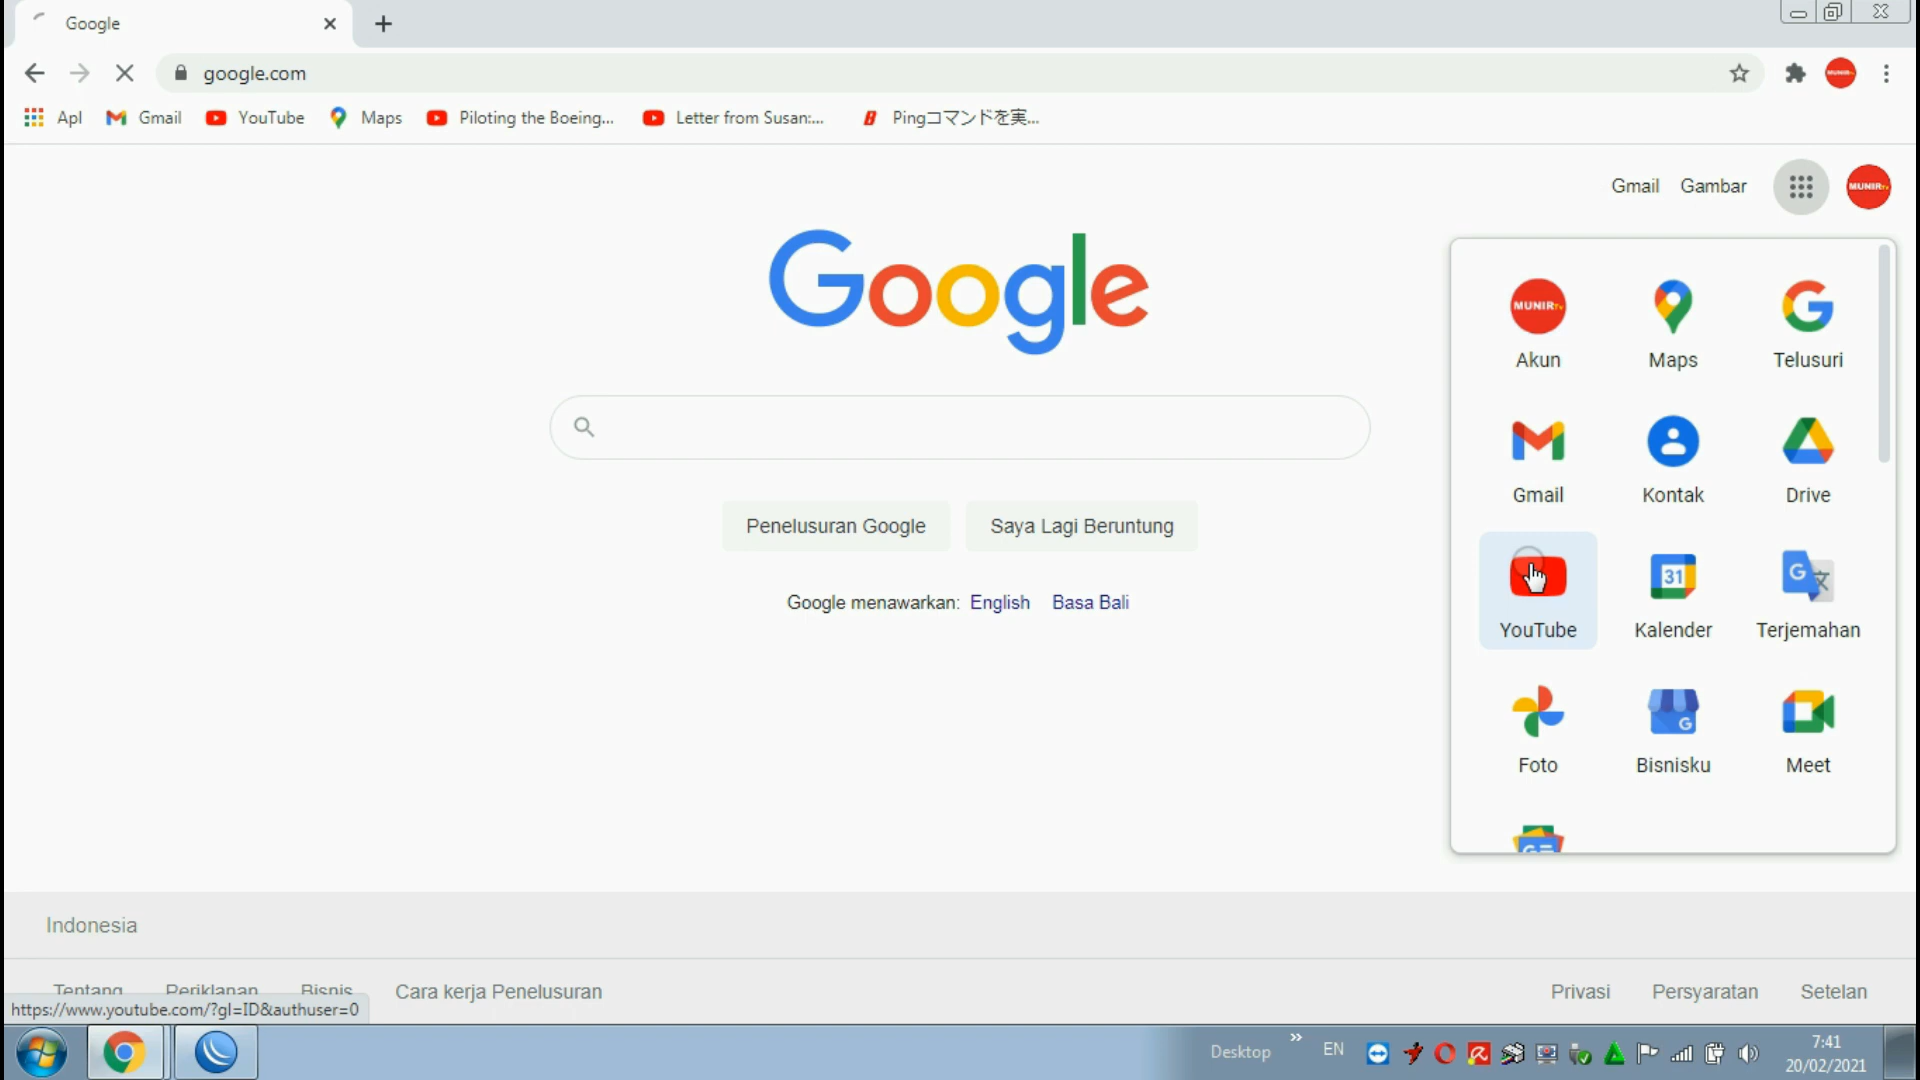 Google
google.com
Apl
Gmail
YouTube
Maps
Piloting the Boeing...
Letter from Susan:...
Pingコマンドを実...
Gmail
Gambar
MUNIR
Google
MUNIR
Akun
Maps
Telusuri
Gmail
Kontak
Drive
31
YouTube
Kalender
Terjemahan
Foto
Bisnisku
Meet
Penelusuran Google
Saya Lagi Beruntung
Google menawarkan: English Basa Bali
Indonesia
Tentang
Periklanan
Bisnis
Cara kerja Penelusuran
Privasi
Persyaratan
Setelan
https://www.youtube.com/?gl=ID&authuser=0
Desktop
EN
7:41
20/02/2021